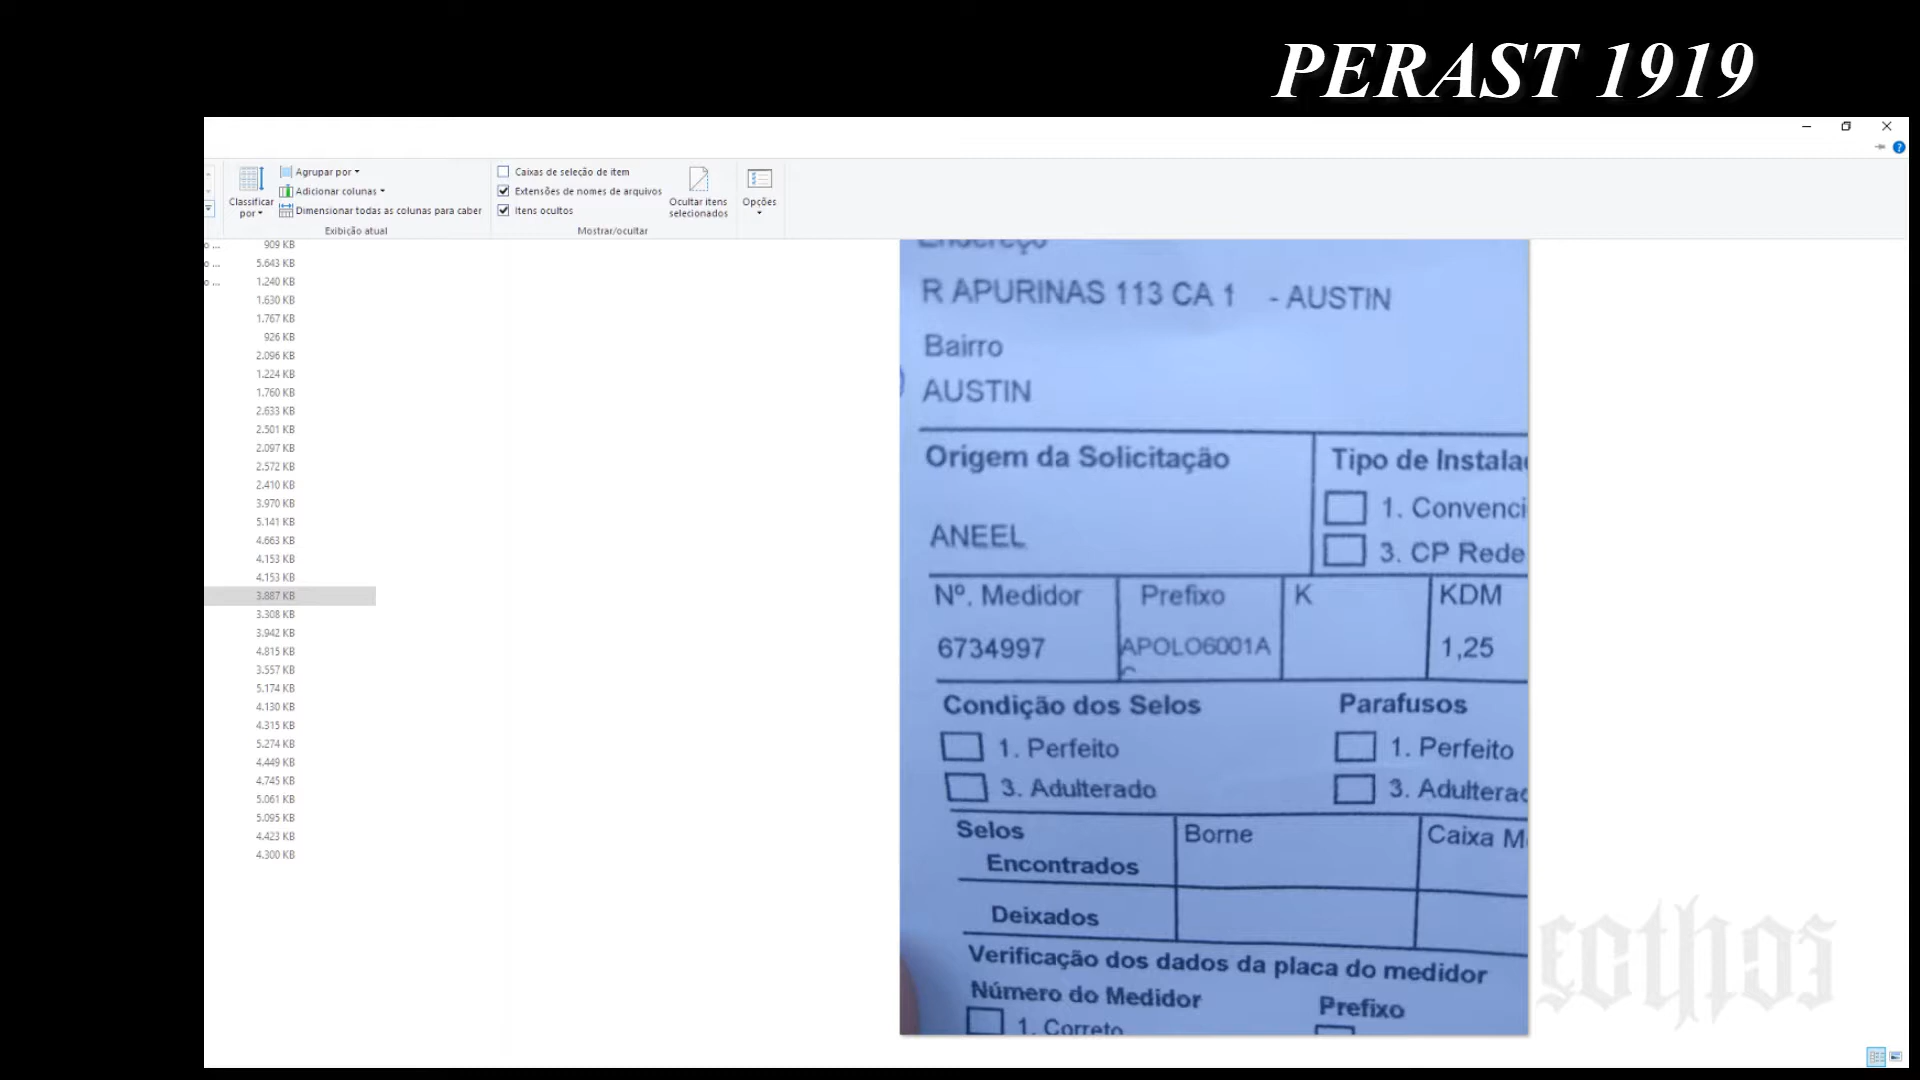 PERAST 1919
Classificar
por
Agrupar por
Adicionar colunas
Dimensionar todas as colunas para caber
Exibição atual
Caixas de seleção de item
Extensões de nomes de arquivos
Itens ocultos
Ocultar itens
selecionados
Mostrar/ocultar
Opções
o ... 909 KB
o ... 5.643 KB
o ... 1.240 KB
1.630 KB
1.767 KB
926 KB
2.096 KB
1.224 KB
1.760 KB
2.633 KB
2.501 KB
2.097 KB
2.572 KB
2.410 KB
3.970 KB
5.141 KB
4.663 KB
4.153 KB
4.153 KB
3.887 KB
3.308 KB
3.942 KB
4.815 KB
3.557 KB
5.174 KB
4.130 KB
4.315 KB
5.274 KB
4.449 KB
4.745 KB
5.061 KB
5.095 KB
4.423 KB
4.300 KB
Endereço
R APURINAS 113 CA 1 - AUSTIN
Bairro
AUSTIN
Origem da Solicitação
ANEEL
Tipo de Instala
1. Convenci
3. CP Rede
Nº. Medidor Prefixo K KDM
6734997 APOLO6001A 1,25
Condição dos Selos Parafusos
1. Perfeito 1. Perfeito
3. Adulterado 3. Adulterad
Selos Borne Caixa M
Encontrados
Deixados
Verificação dos dados da placa do medidor
Número do Medidor Prefixo
1. Correto